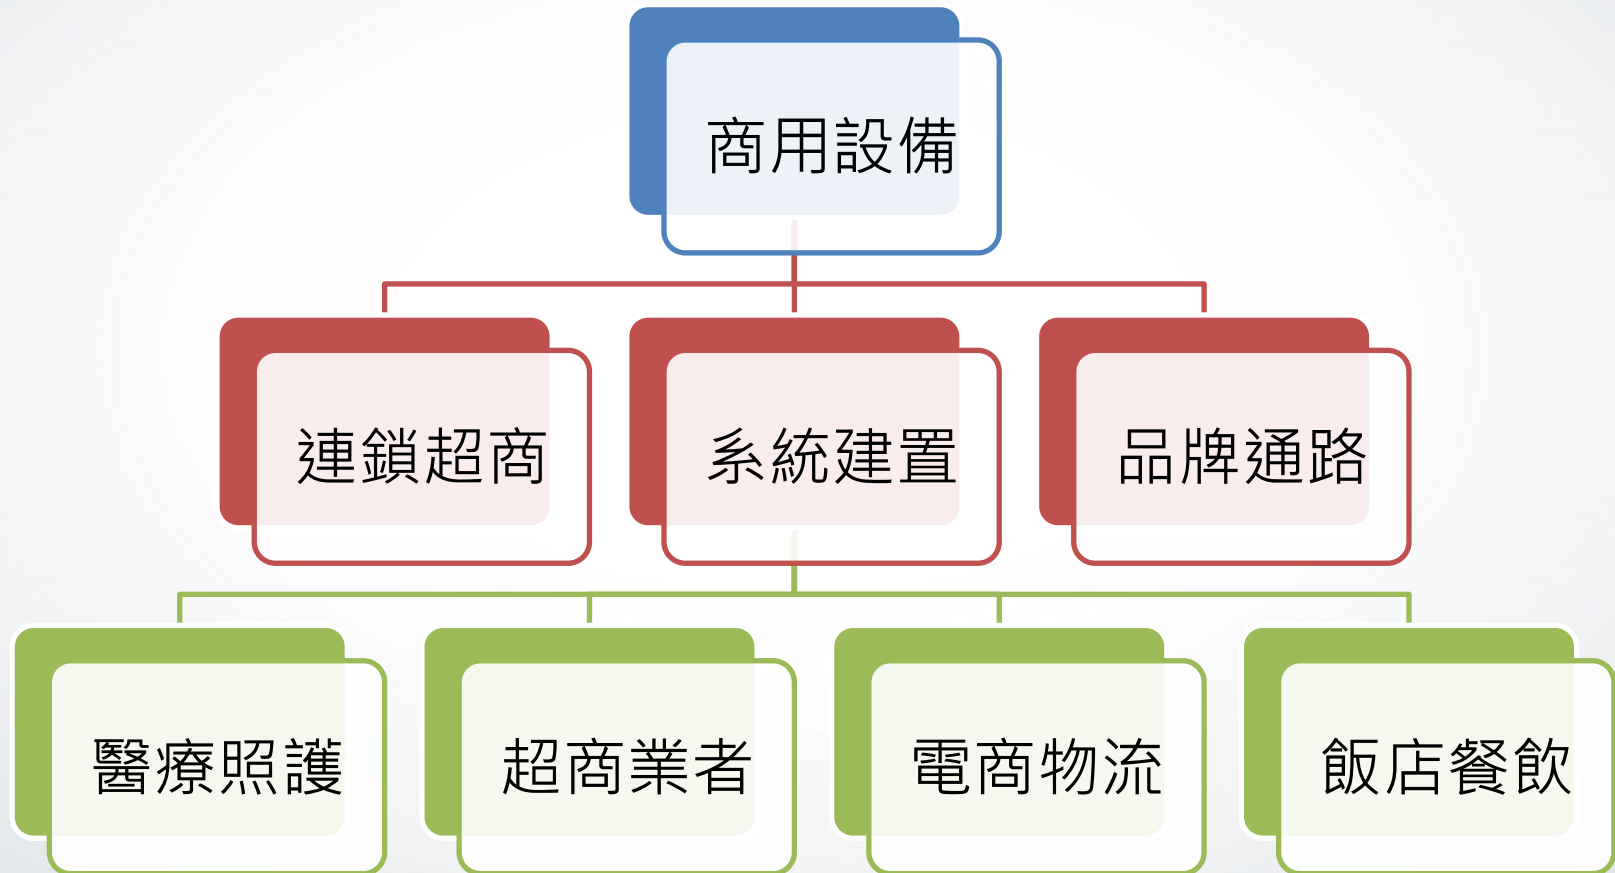 商用設備
連鎖超商
系統建置
品牌通路
醫療照護
超商業者
電商物流
飯店餐飲